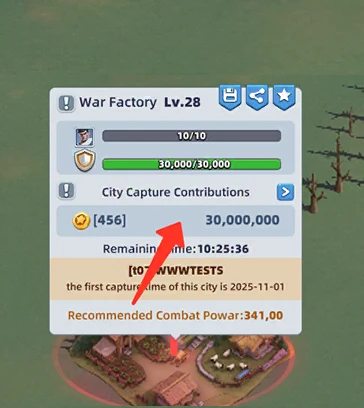 War Factory Lv.28
10/10
30,000/30,000
City Capture Contributions
[456] 30,000,000
time:10:25:36
WWWTESTS
the first capture time of this city is 2025-11-01
Recommended Combat Powar:341,00